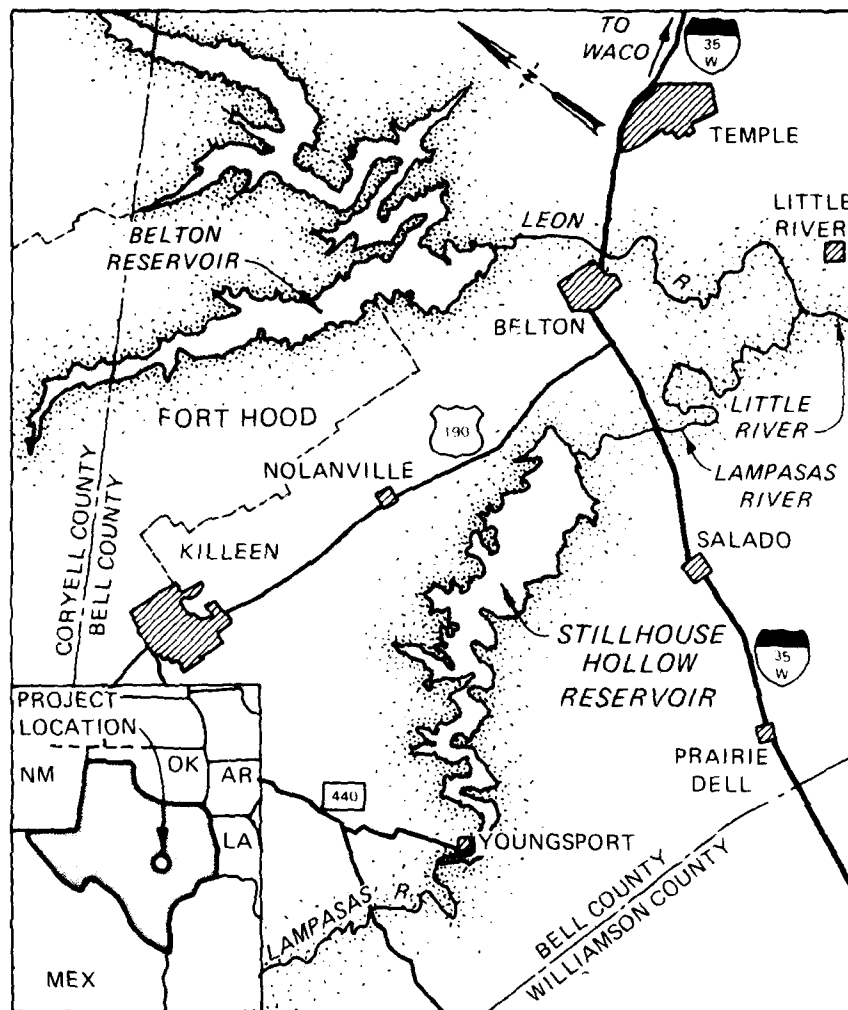 TO
WACO
35
W
N
TEMPLE
LITTLE
RIVER
LEON
R
BELTON
RESERVOIR
BELTON
FORT HOOD
190
LITTLE
RIVER
NOLANVILLE
LAMPASAS
RIVER
CORYELL COUNTY
BELL COUNTY
KILLEEN
SALADO
STILLHOUSE
HOLLOW
RESERVOIR
35
W
PROJECT
LOCATION
NM
OK
AR
LA
MEX
PRAIRIE
DELL
440
YOUNGSPORT
LAMPASAS R.
BELL COUNTY
WILLIAMSON COUNTY